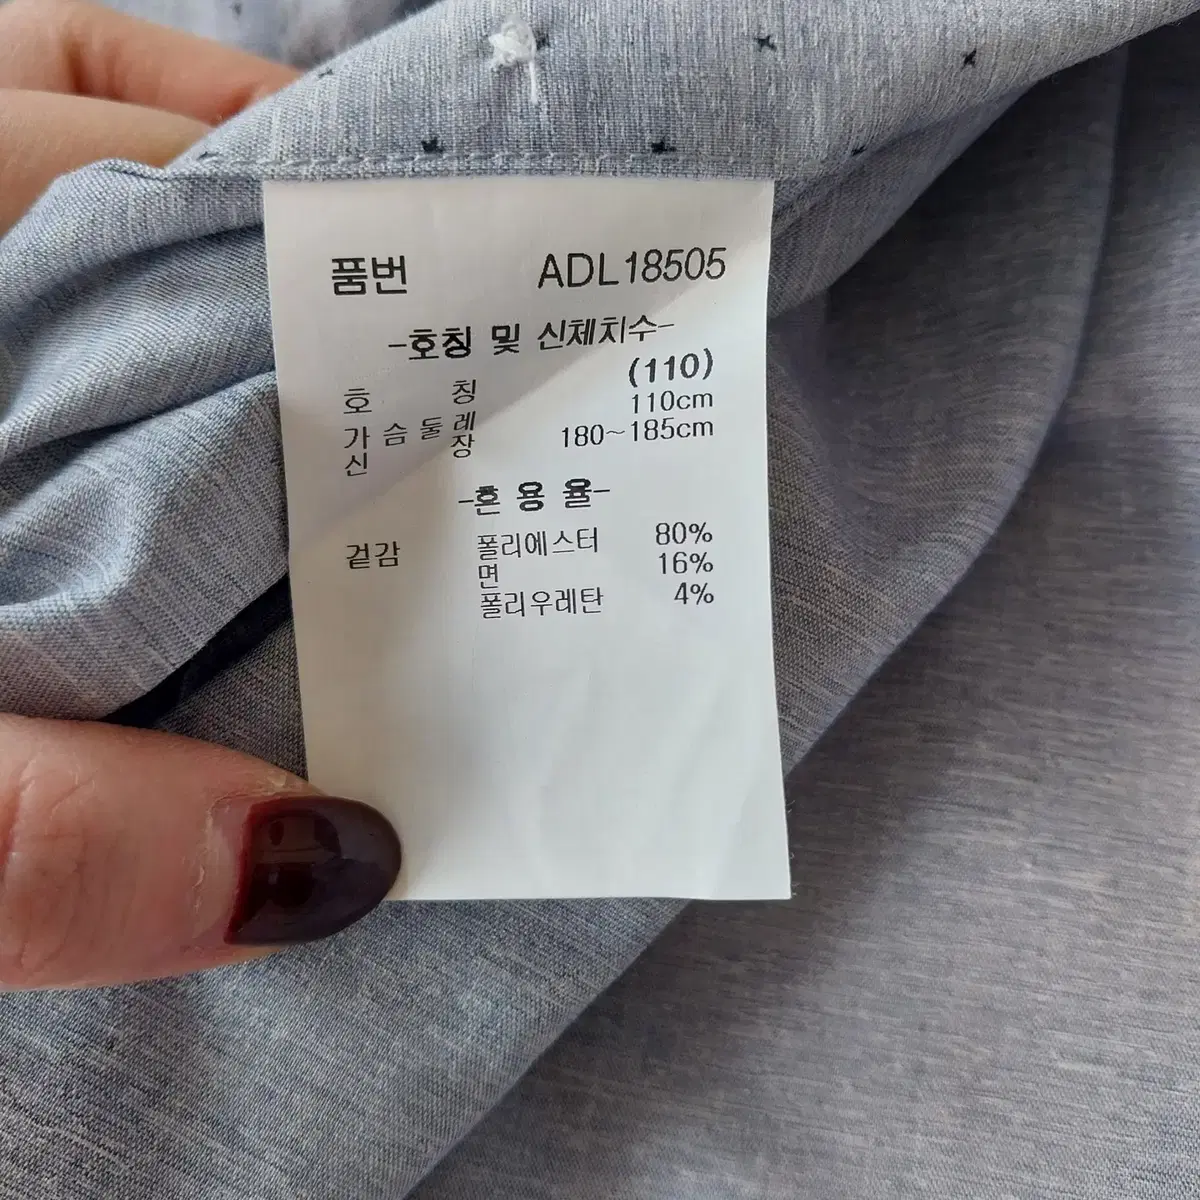 품번 ADL18505
-호칭 및 신체치수-
호 칭 (110)
가슴둘레 110cm
신 장 180~185cm
-혼 용 율-
겉감 폴리에스터 80%
면 16%
폴리우레탄 4%